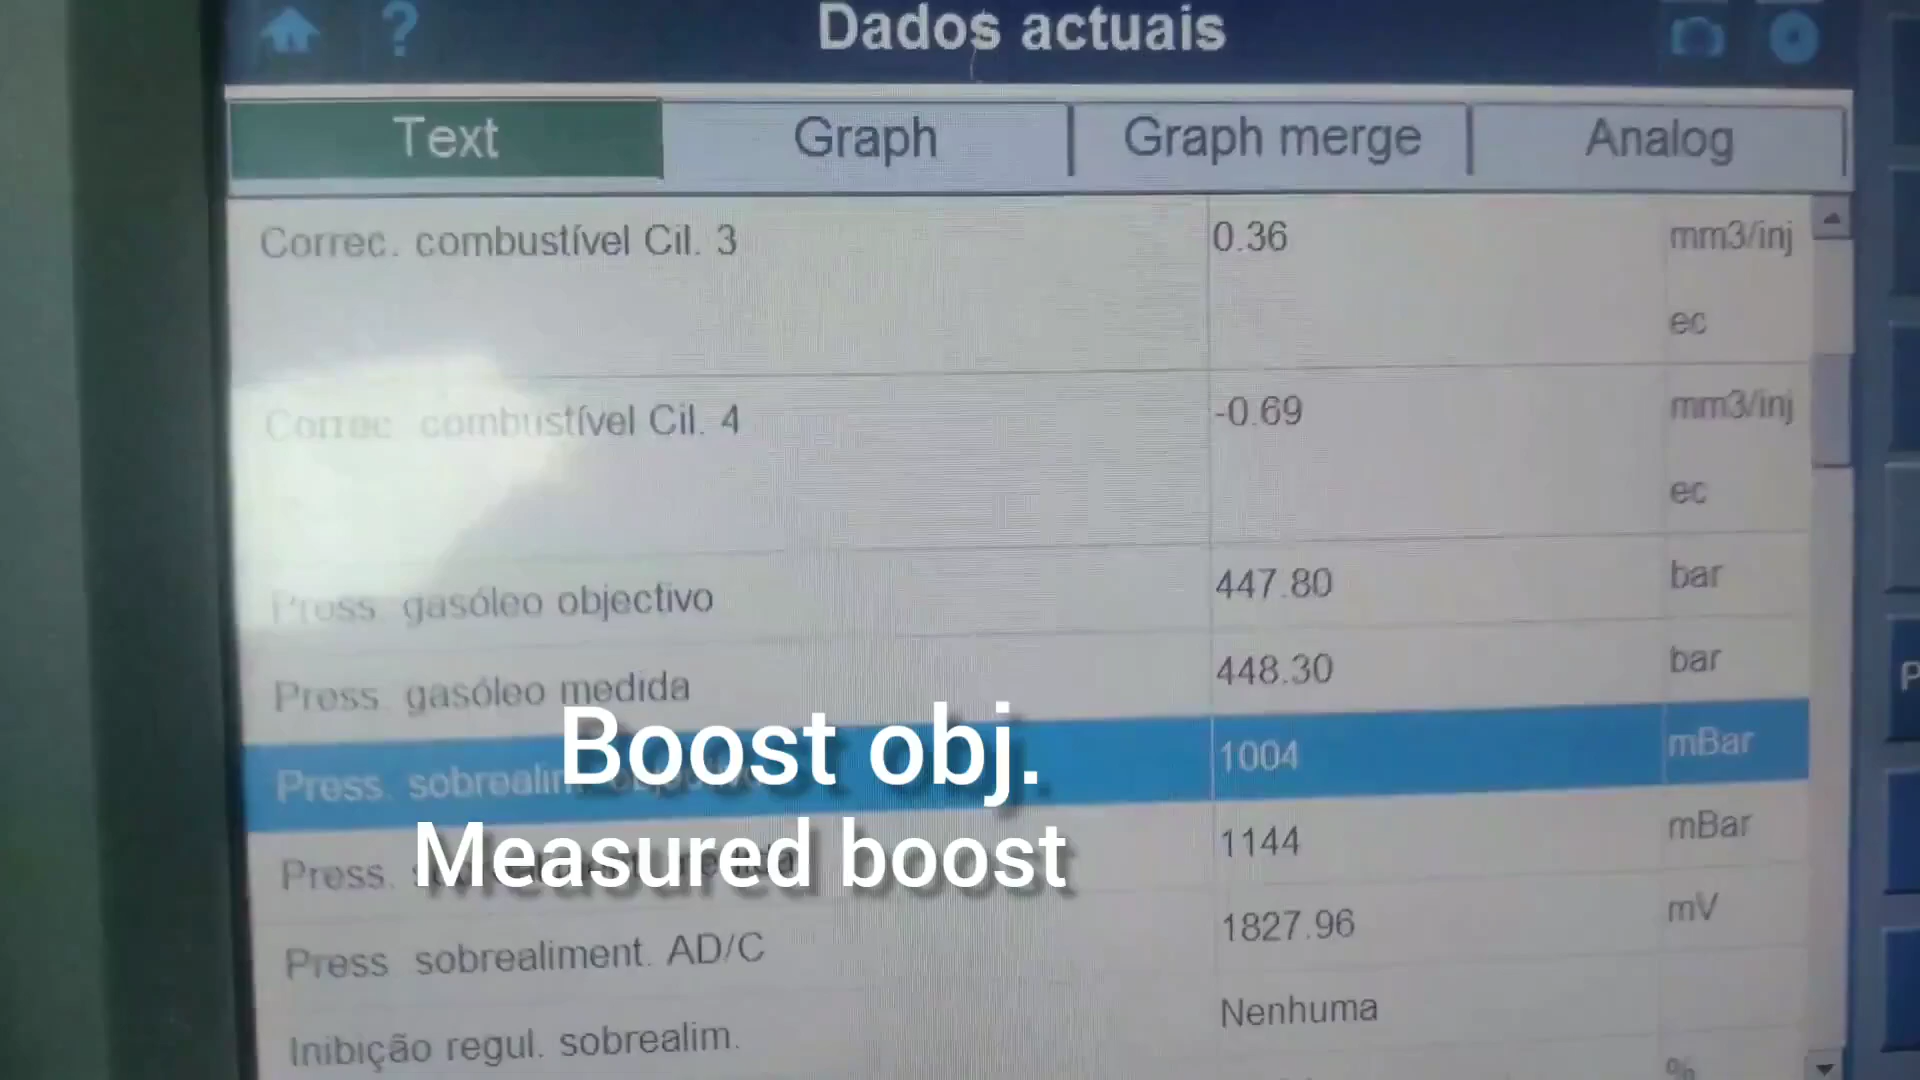 ?
Dados actuais
Text Graph Graph merge Analog
Correc. combustível Cil. 3 0.36 mm3/inj
ec
Correc combustível Cil. 4 -0.69 mm3/inj
ec
Press. gasóleo objectivo 447.80 bar
Press gasóleo medida 448.30 bar
Press. sobrealim 1004 mBar
Boost obj.
Press. 1144 mBar
Measured boost
Press sobrealiment. AD/C 1827.96 mV
Inibição regul. sobrealim. Nenhuma
%
P